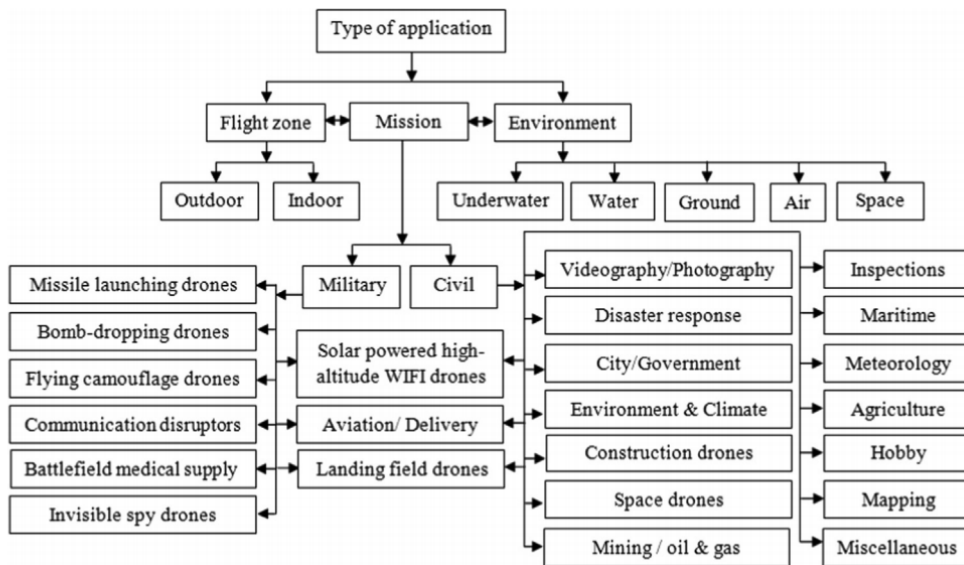 Type of application
Flight zone
Mission
Environment
Outdoor
Indoor
Underwater
Water
Ground
Air
Space
Military
Civil
Missile launching drones
Bomb-dropping drones
Flying camouflage drones
Communication disruptors
Battlefield medical supply
Invisible spy drones
Solar powered high-
altitude WIFI drones
Aviation/ Delivery
Landing field drones
Videography/Photography
Disaster response
City/Government
Environment & Climate
Construction drones
Space drones
Mining / oil & gas
Inspections
Maritime
Meteorology
Agriculture
Hobby
Mapping
Miscellaneous